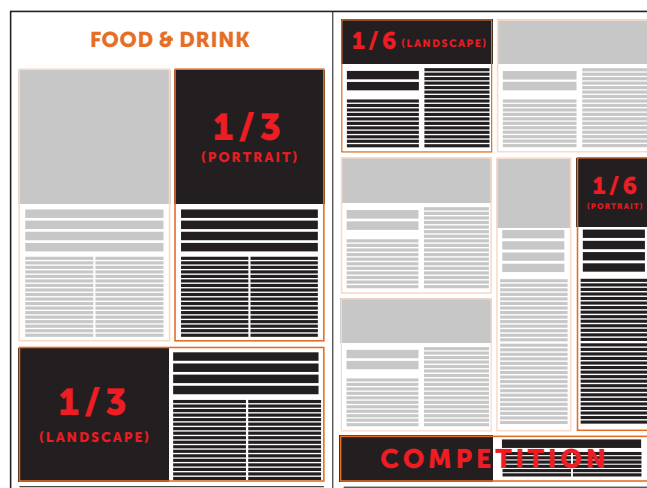 FOOD & DRINK
1/3
(PORTRAIT)
1/3
(LANDSCAPE)
1/6 (LANDSCAPE)
1/6
(PORTRAIT)
COMPETITION